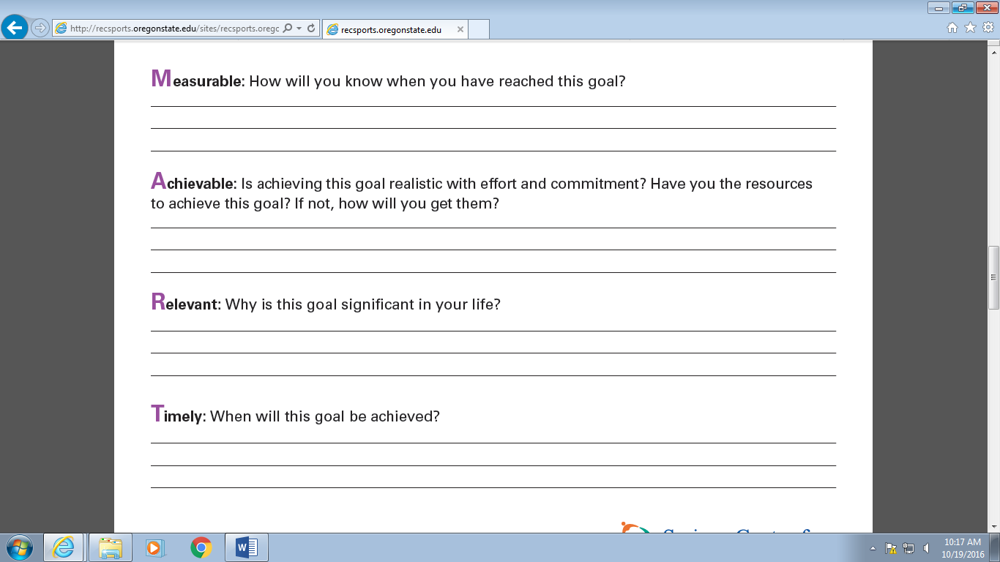 http://recsports.oregonstate.edu/sites/recsports.oregc
recsports.oregonstate.edu
Measurable: How will you know when you have reached this goal?
Achievable: Is achieving this goal realistic with effort and commitment? Have you the resources
to achieve this goal? If not, how will you get them?
Relevant: Why is this goal significant in your life?
Timely: When will this goal be achieved?
10:17 AM
10/19/2016